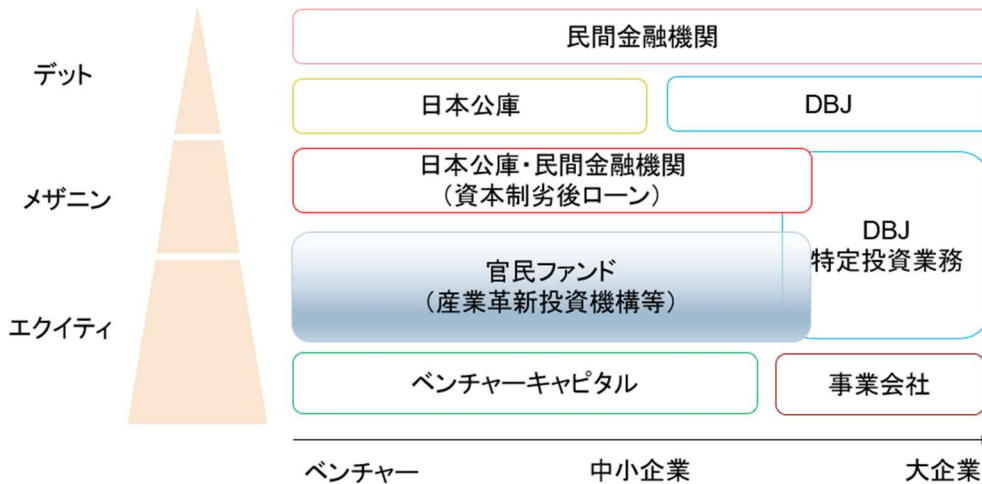 民間金融機関
デット
日本公庫
DBJ
日本公庫・民間金融機関
（資本制劣後ローン）
メザニン
DBJ
特定投資業務
官民ファンド
（産業革新投資機構等）
エクイティ
ベンチャーキャピタル
事業会社
ベンチャー
中小企業
大企業